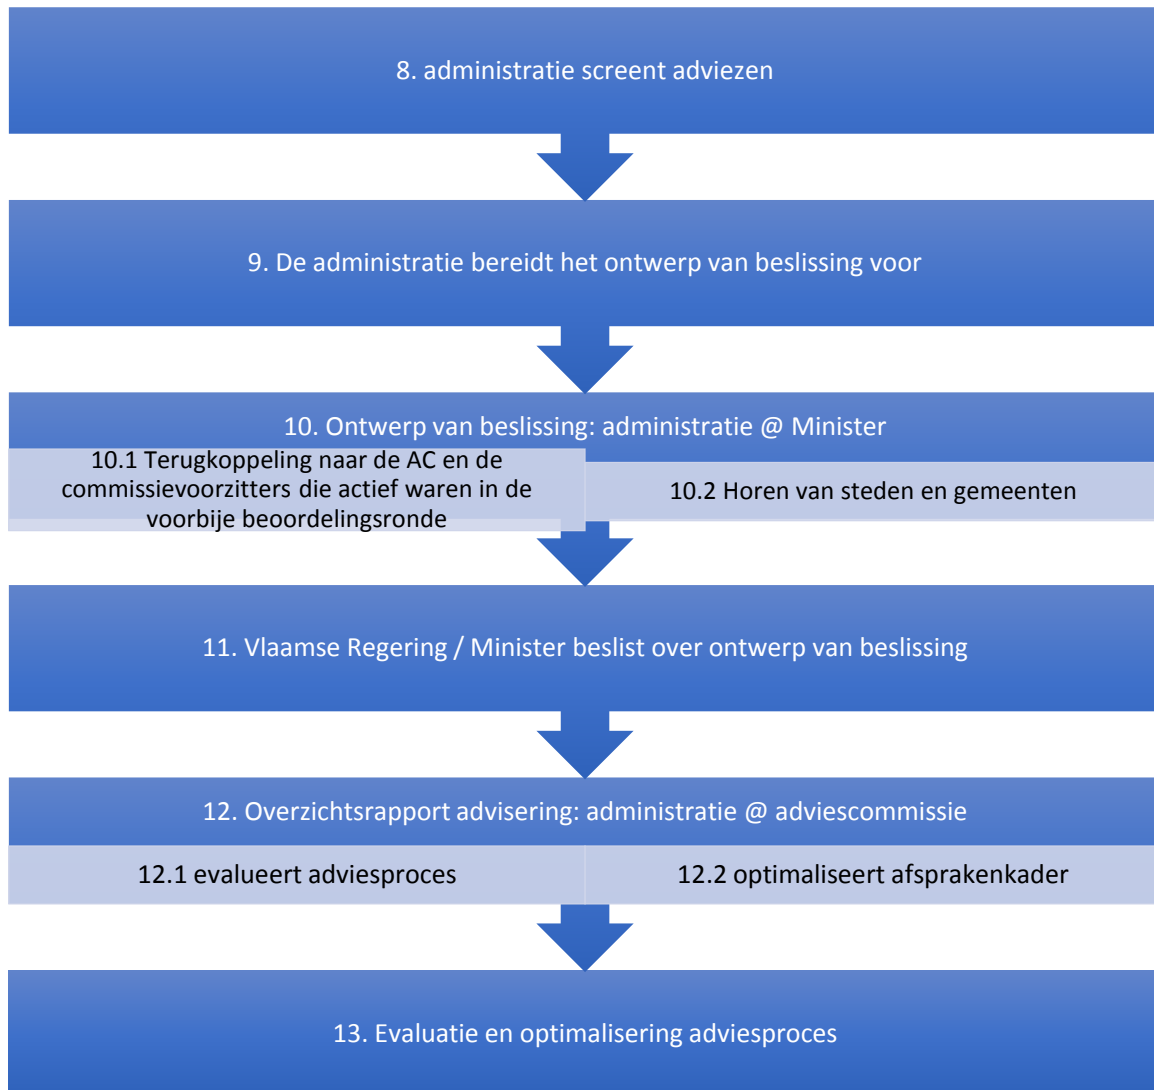 8. administratie screent adviezen
9. De administratie bereidt het ontwerp van beslissing voor
10. Ontwerp van beslissing: administratie @ Minister
10.1 Terugkoppeling naar de AC en de
commissievoorzitters die actief waren in de
voorbije beoordelingsronde
10.2 Horen van steden en gemeenten
11. Vlaamse Regering / Minister beslist over ontwerp van beslissing
12. Overzichtsrapport advisering: administratie @ adviescommissie
12.1 evalueert adviesproces
12.2 optimaliseert afsprakenkader
13. Evaluatie en optimalisering adviesproces